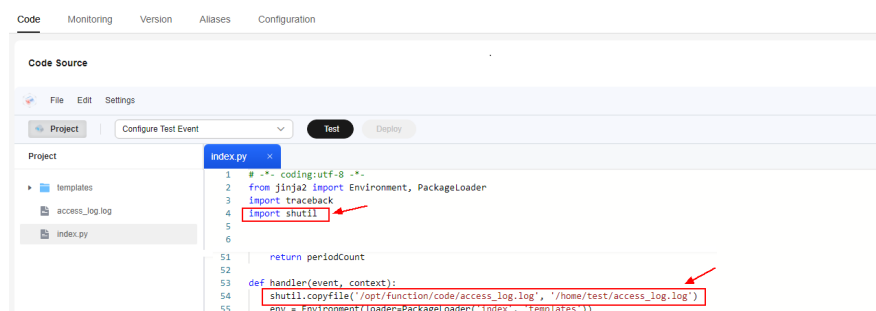 Code Monitoring Version Aliases Configuration
Code Source
File Edit Settings
Project Configure Test Event Test Deploy
Project index.py ×
templates
access_log.log
index.py
1 # -*- coding:utf-8 -*-
2 from jinja2 import Environment, PackageLoader
3 import traceback
4 import shutil
5
6
51 return periodCount
52
53 def handler(event, context):
54 shutil.copyfile('/opt/function/code/access_log.log', '/home/test/access_log.log')
55 env = Environment(loader=PackageLoader('index', 'templates'))